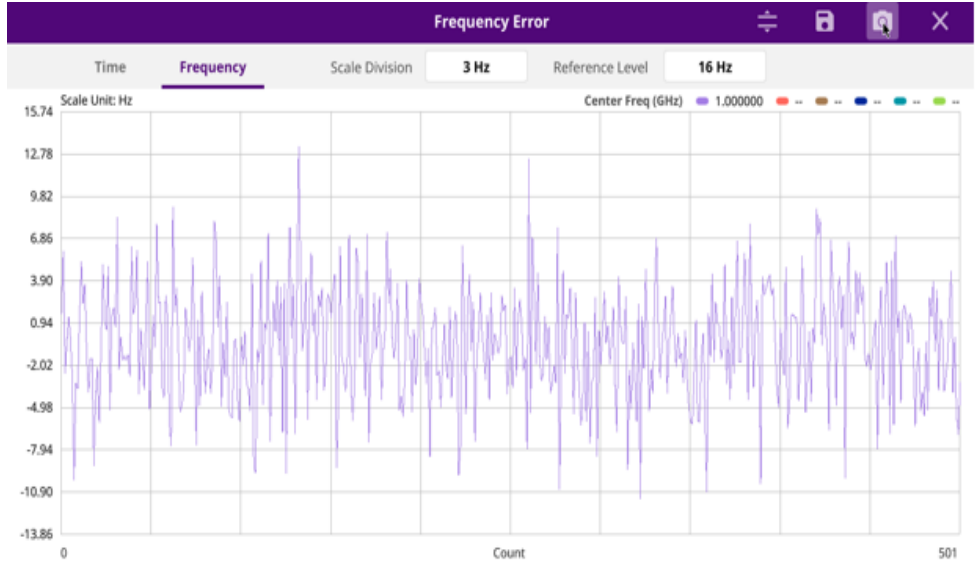 Frequency Error
Time Frequency Scale Division 3 Hz Reference Level 16 Hz
Scale Unit: Hz Center Freq (GHz) 1.000000 -- -- -- -- --
15.74
12.78
9.82
6.86
3.90
0.94
-2.02
-4.98
-7.94
-10.90
-13.86
0 Count 501